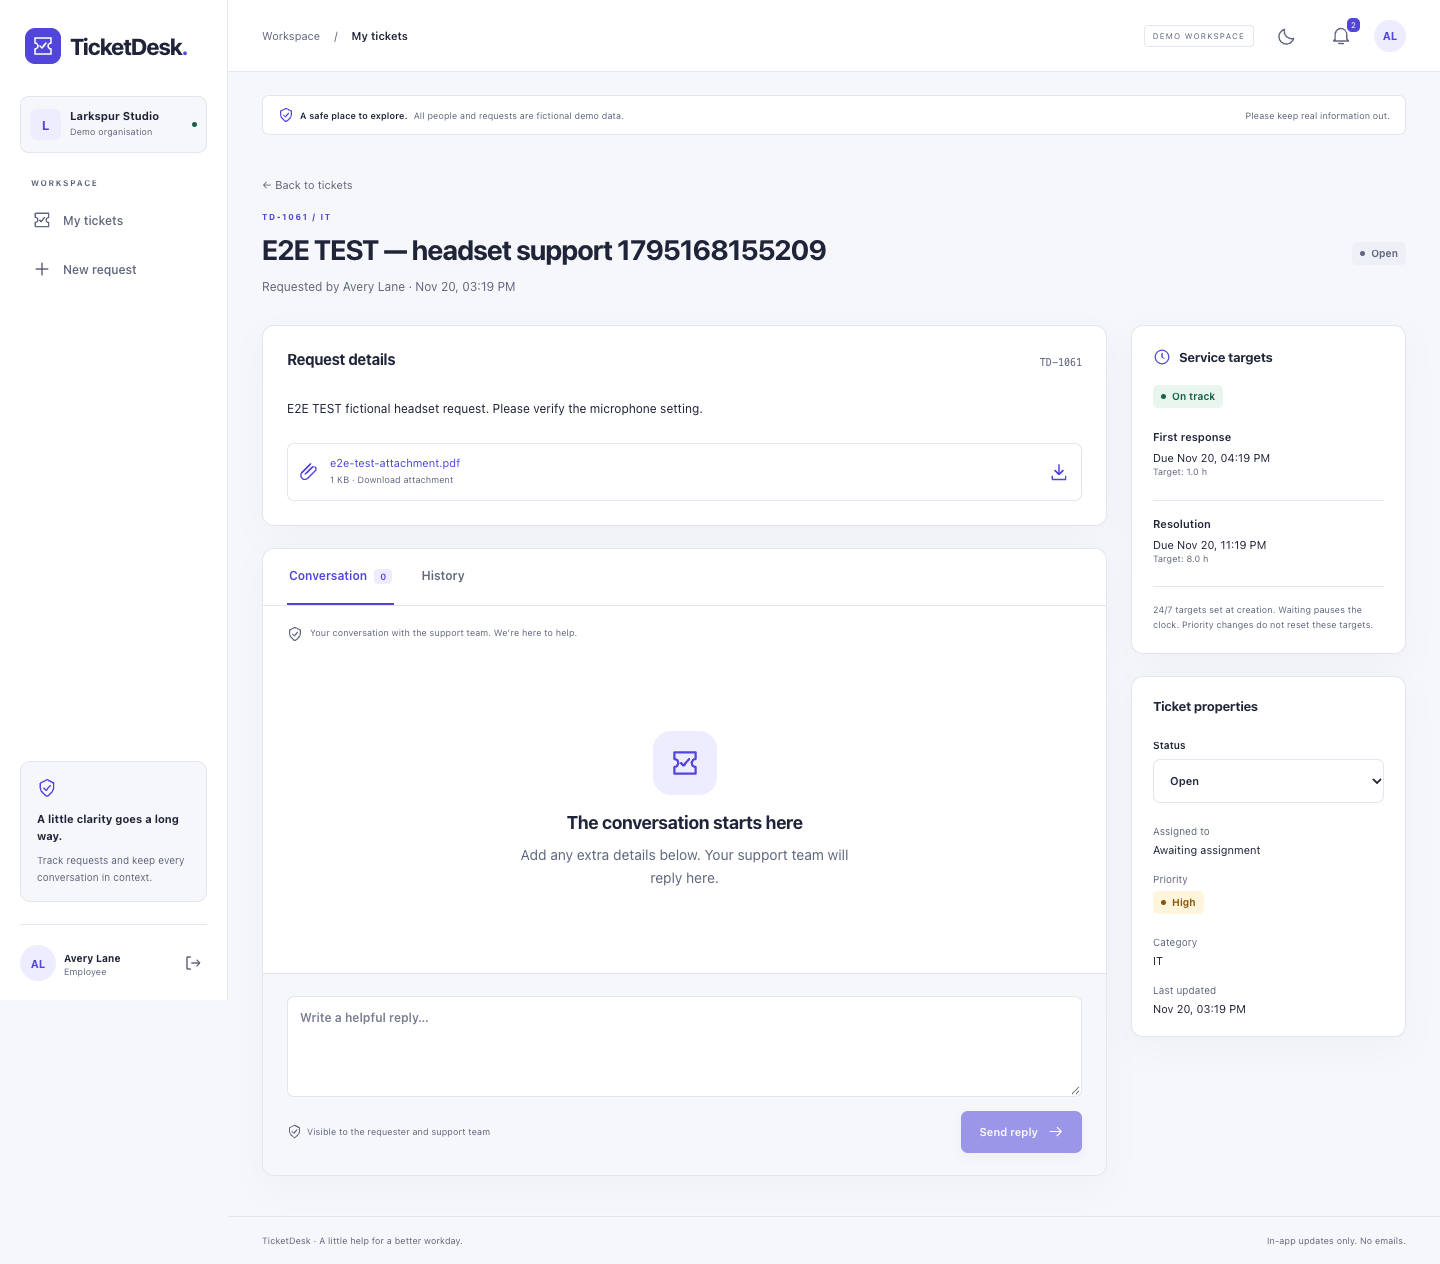 TicketDesk.
L
Larkspur Studio
Demo organisation
WORKSPACE
My tickets
New request
A little clarity goes a long
way.
Track requests and keep every
conversation in context.
AL
Avery Lane
Employee
Workspace / My tickets
DEMO WORKSPACE
2
AL
A safe place to explore. All people and requests are fictional demo data.
Please keep real information out.
← Back to tickets
TD-1061 / IT
E2E TEST — headset support 1795168155209
Open
Requested by Avery Lane · Nov 20, 03:19 PM
Request details
TD-1061
E2E TEST fictional headset request. Please verify the microphone setting.
e2e-test-attachment.pdf
1 KB · Download attachment
Conversation 0
History
Your conversation with the support team. We're here to help.
The conversation starts here
Add any extra details below. Your support team will
reply here.
Write a helpful reply...
Visible to the requester and support team
Send reply
Service targets
On track
First response
Due Nov 20, 04:19 PM
Target: 1.0 h
Resolution
Due Nov 20, 11:19 PM
Target: 8.0 h
24/7 targets set at creation. Waiting pauses the
clock. Priority changes do not reset these targets.
Ticket properties
Status
Open
Assigned to
Awaiting assignment
Priority
High
Category
IT
Last updated
Nov 20, 03:19 PM
TicketDesk · A little help for a better workday.
In-app updates only. No emails.